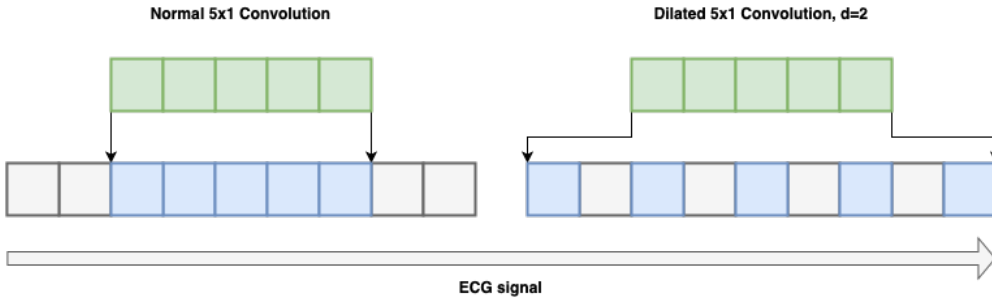 Normal 5x1 Convolution
Dilated 5x1 Convolution, d=2
ECG signal